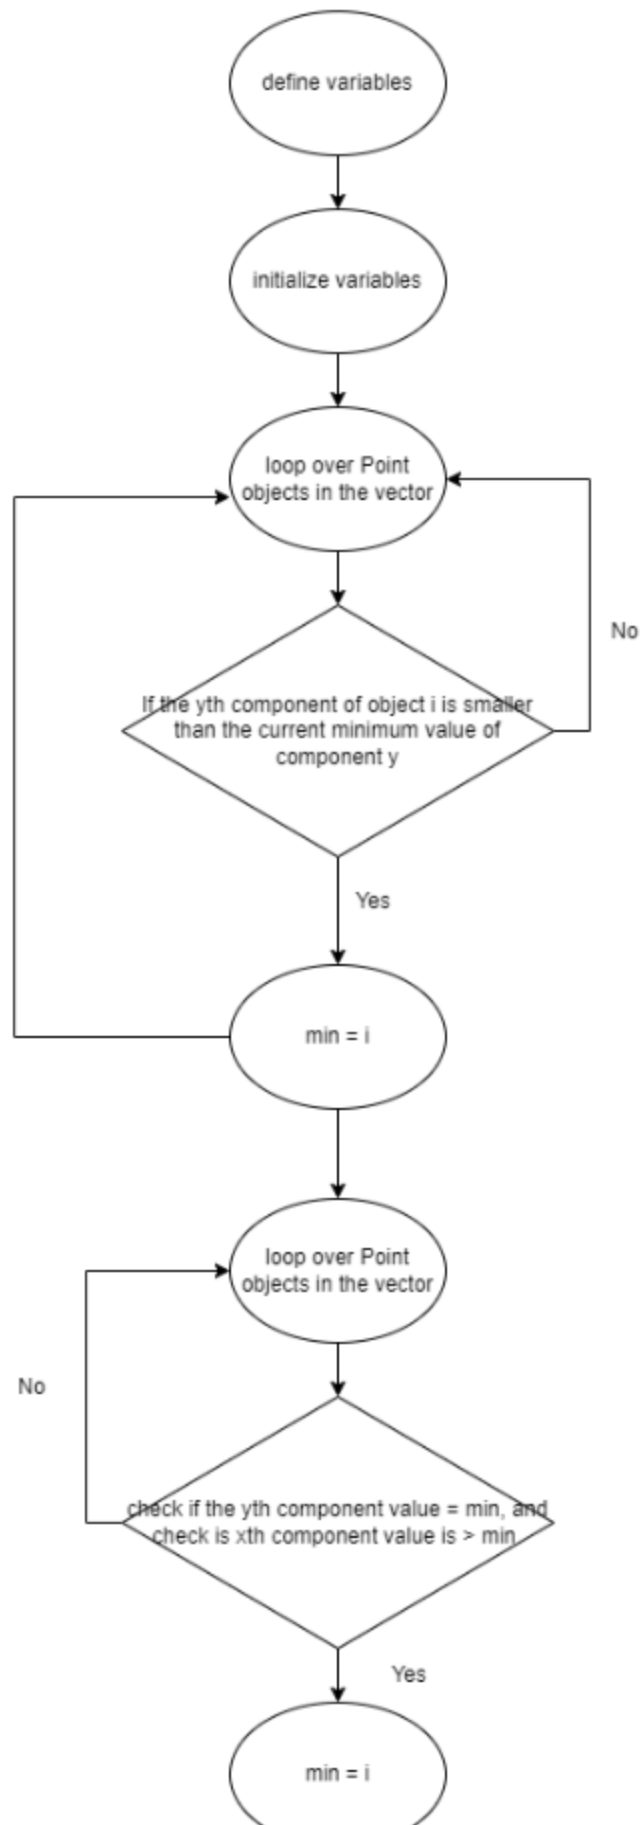 define variables
initialize variables
loop over Point
objects in the vector
No
If the yth component of object i is smaller
than the current minimum value of
component y
Yes
min = i
loop over Point
objects in the vector
No
check if the yth component value = min, and
check is xth component value is > min
Yes
min = i